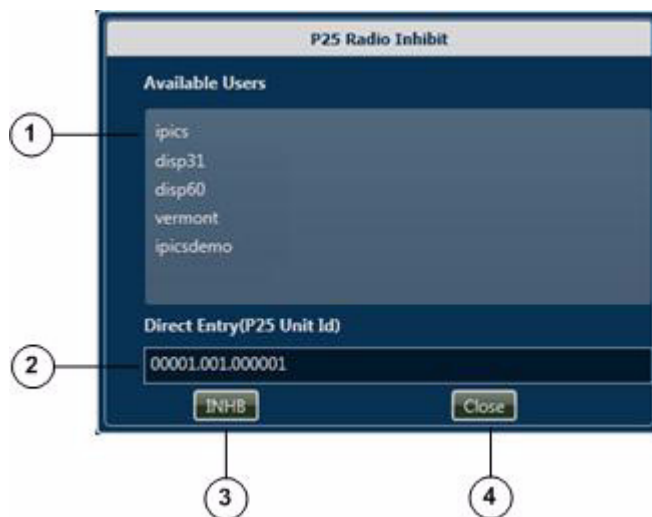 P25 Radio Inhibit
Available Users
1
ipics
disp31
disp60
vermont
ipicsdemo
Direct Entry(P25 Unit Id)
2
00001.001.000001
INHB
Close
3
4